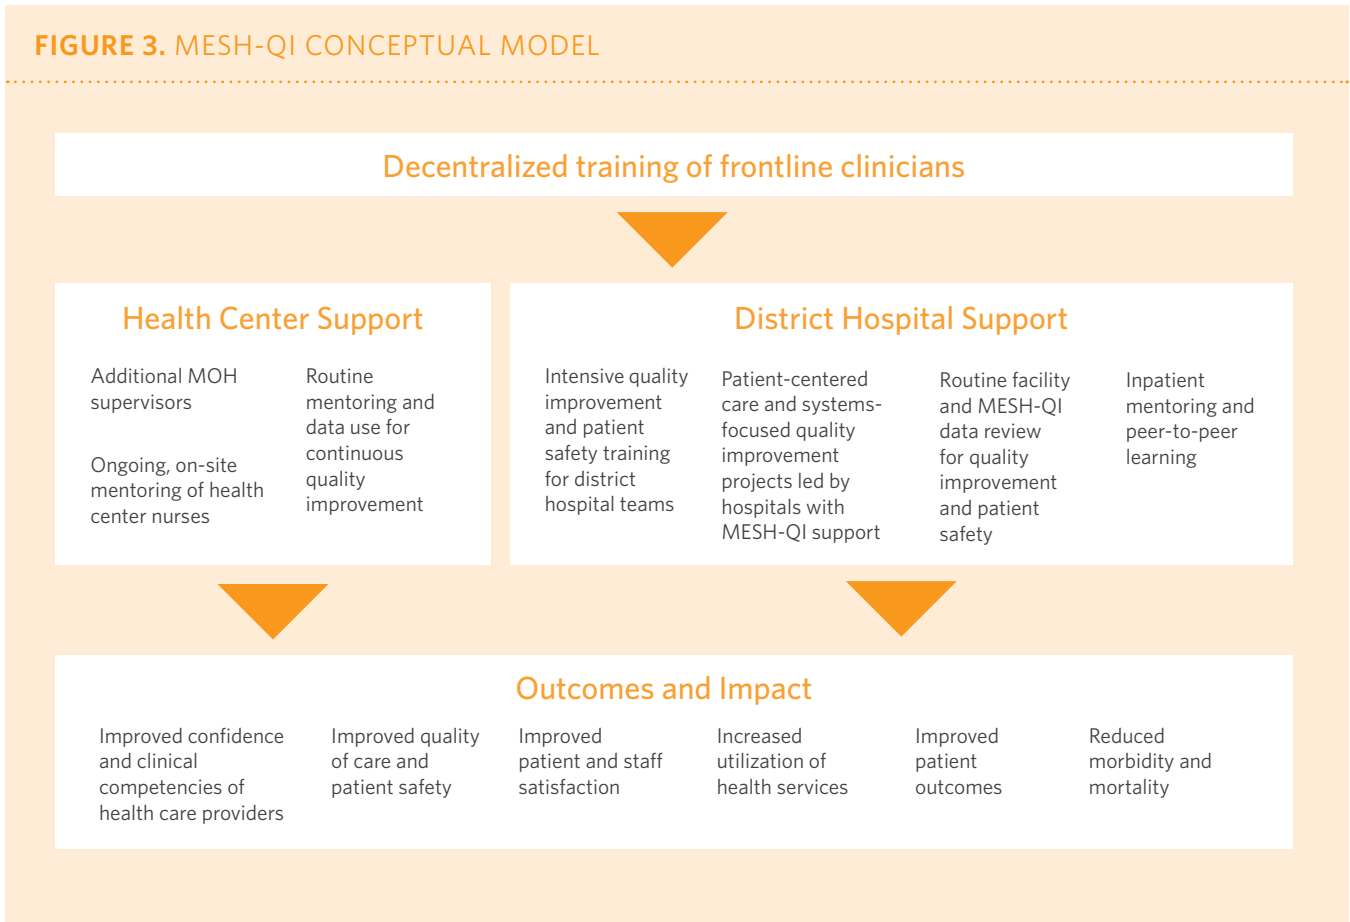 FIGURE 3. MESH-QI CONCEPTUAL MODEL
Decentralized training of frontline clinicians
Health Center Support
Additional MOH
supervisors
Ongoing, on-site
mentoring of health
center nurses
Routine
mentoring and
data use for
continuous
quality
improvement
District Hospital Support
Intensive quality
improvement
and patient
safety training
for district
hospital teams
Patient-centered
care and systems-
focused quality
improvement
projects led by
hospitals with
MESH-QI support
Routine facility
and MESH-QI
data review
for quality
improvement
and patient
safety
Inpatient
mentoring and
peer-to-peer
learning
Outcomes and Impact
Improved confidence
and clinical
competencies of
health care providers
Improved quality
of care and
patient safety
Improved
patient and staff
satisfaction
Increased
utilization of
health services
Improved
patient
outcomes
Reduced
morbidity and
mortality